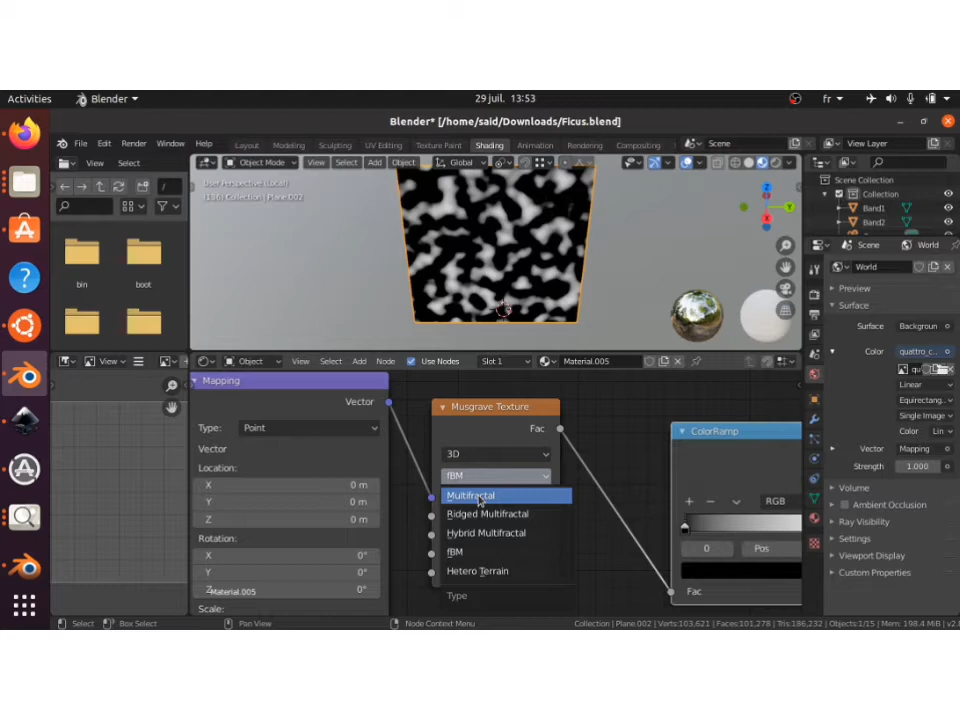 Activities Blender 29 juil. 13:53 fr
Blender* [/home/said/Downloads/Ficus.blend]
File Edit Render Window Help Layout Modeling Sculpting UV Editing Texture Paint Shading Animation Rendering Compositing Scene View Layer
View Select Object Mode View Select Add Object Global
/
bin boot
User Perspective (Local)
(116) Collection | Plane.002
Scene Collection
Collection
Band1
Band2
Scene World
World
Preview
Surface
Surface Backgroun
Color quattro_c...
Linear
Equirectang...
Single Image
Color Lin
Vector Mapping
Strength 1.000
Volume
Ambient Occlusion
Ray Visibility
Settings
Viewport Display
Custom Properties
View Object View Select Add Node Use Nodes Slot 1 Material.005
Mapping
Vector
Type: Point
Vector
Location:
X 0 m
Y 0 m
Z 0 m
Rotation:
X 0°
Y 0°
Z 0°
Material.005
Scale:
Musgrave Texture
Fac
3D
fBM
Multifractal
Ridged Multifractal
Hybrid Multifractal
fBM
Hetero Terrain
Type
ColorRamp
RGB
0 Pos
Fac
Select Box Select Pan View Node Context Menu Collection | Plane.002 | Verts:103,621 | Faces:101,278 | Tris:186,232 | Objects:1/15 | Mem: 198.4 MiB | v2.